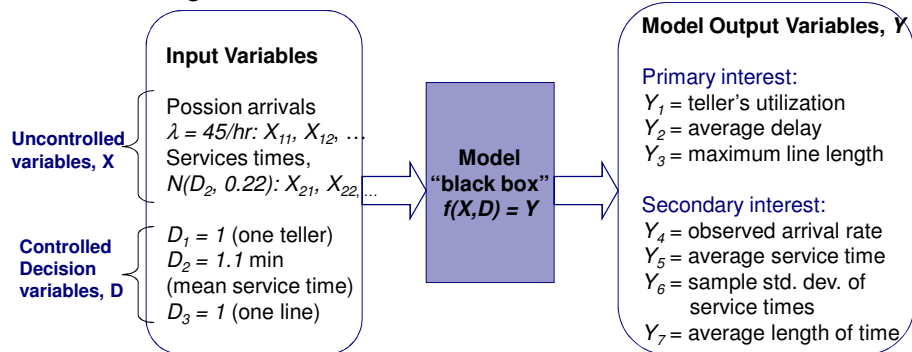 Input Variables
Uncontrolled
variables, X
Possion arrivals
λ = 45/hr: X11, X12, …
Services times,
N(D2, 0.22): X21, X22, …
Controlled
Decision
variables, D
D1 = 1 (one teller)
D2 = 1.1 min
(mean service time)
D3 = 1 (one line)
Model
“black box”
f(X,D) = Y
Model Output Variables, Y
Primary interest:
Y1 = teller's utilization
Y2 = average delay
Y3 = maximum line length
Secondary interest:
Y4 = observed arrival rate
Y5 = average service time
Y6 = sample std. dev. of
service times
Y7 = average length of time